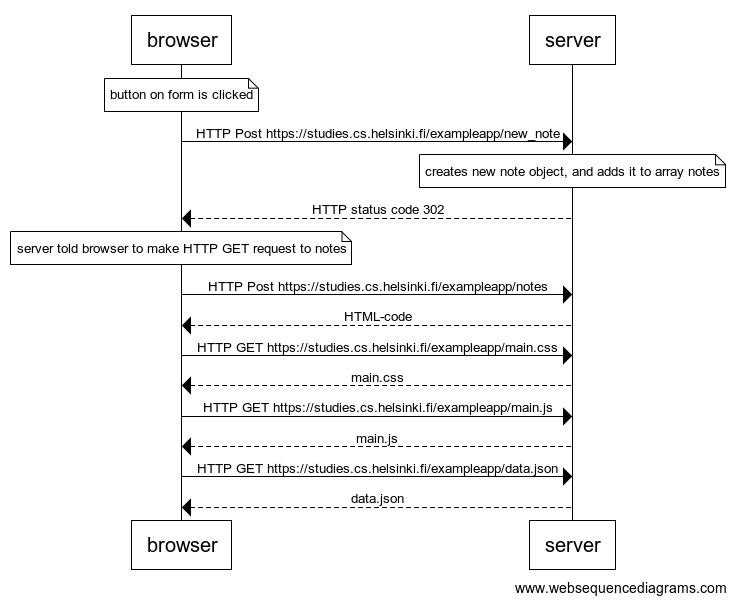 browser
server
button on form is clicked
HTTP Post https://studies.cs.helsinki.fi/exampleapp/new_note
creates new note object, and adds it to array notes
HTTP status code 302
server told browser to make HTTP GET request to notes
HTTP Post https://studies.cs.helsinki.fi/exampleapp/notes
HTML-code
HTTP GET https://studies.cs.helsinki.fi/exampleapp/main.css
main.css
HTTP GET https://studies.cs.helsinki.fi/exampleapp/main.js
main.js
HTTP GET https://studies.cs.helsinki.fi/exampleapp/data.json
data.json
browser
server
www.websequencediagrams.com